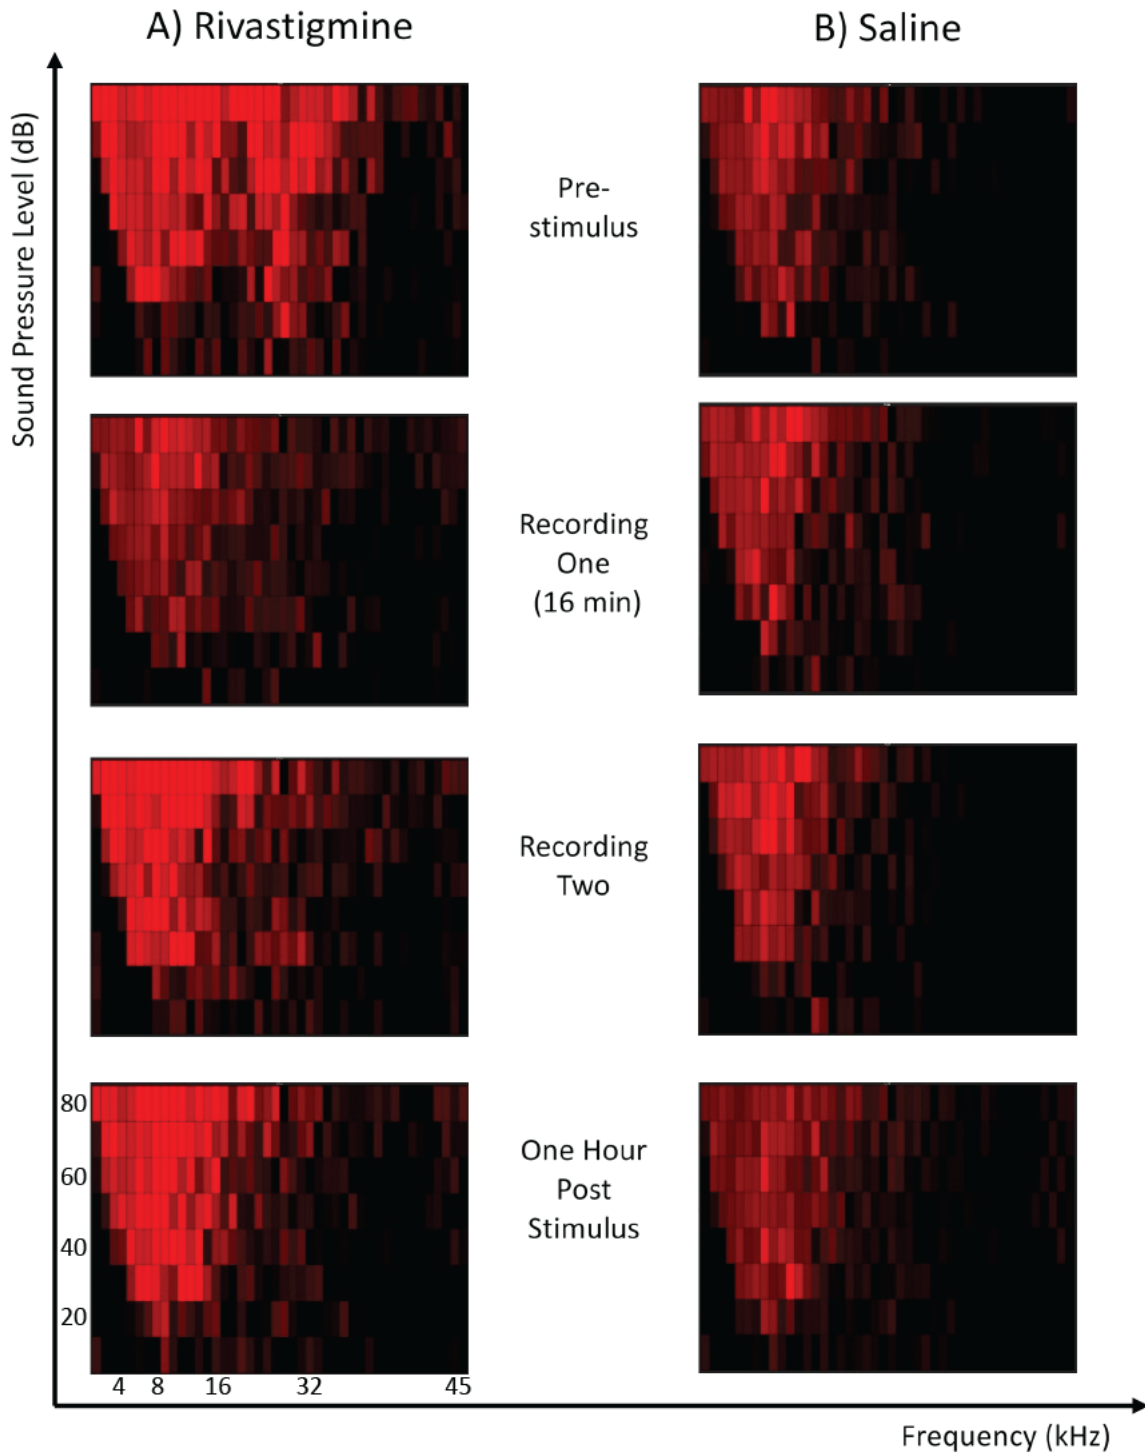 A) Rivastigmine
B) Saline
Sound Pressure Level (dB)
Pre-
stimulus
Recording
One
(16 min)
Recording
Two
One Hour
Post
Stimulus
80
60
40
20
4 8 16 32 45
Frequency (kHz)